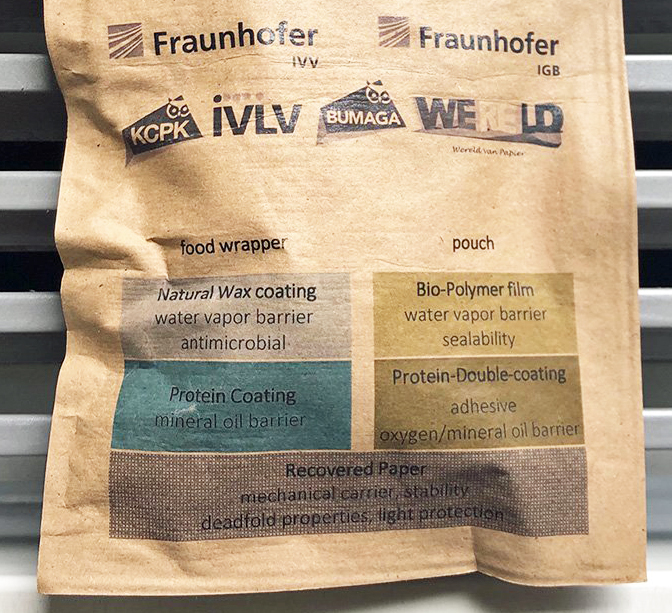 Fraunhofer
IVV
Fraunhofer
IGB
KCPK
iVLV
BUMAGA
WERELD
Wereld van Papier
food wrapper
Natural Wax coating
water vapor barrier
antimicrobial
Protein Coating
mineral oil barrier
pouch
Bio-Polymer film
water vapor barrier
sealability
Protein-Double-coating
adhesive
oxygen/mineral oil barrier
Recovered Paper
mechanical carrier, stability
deadfold properties, light protection